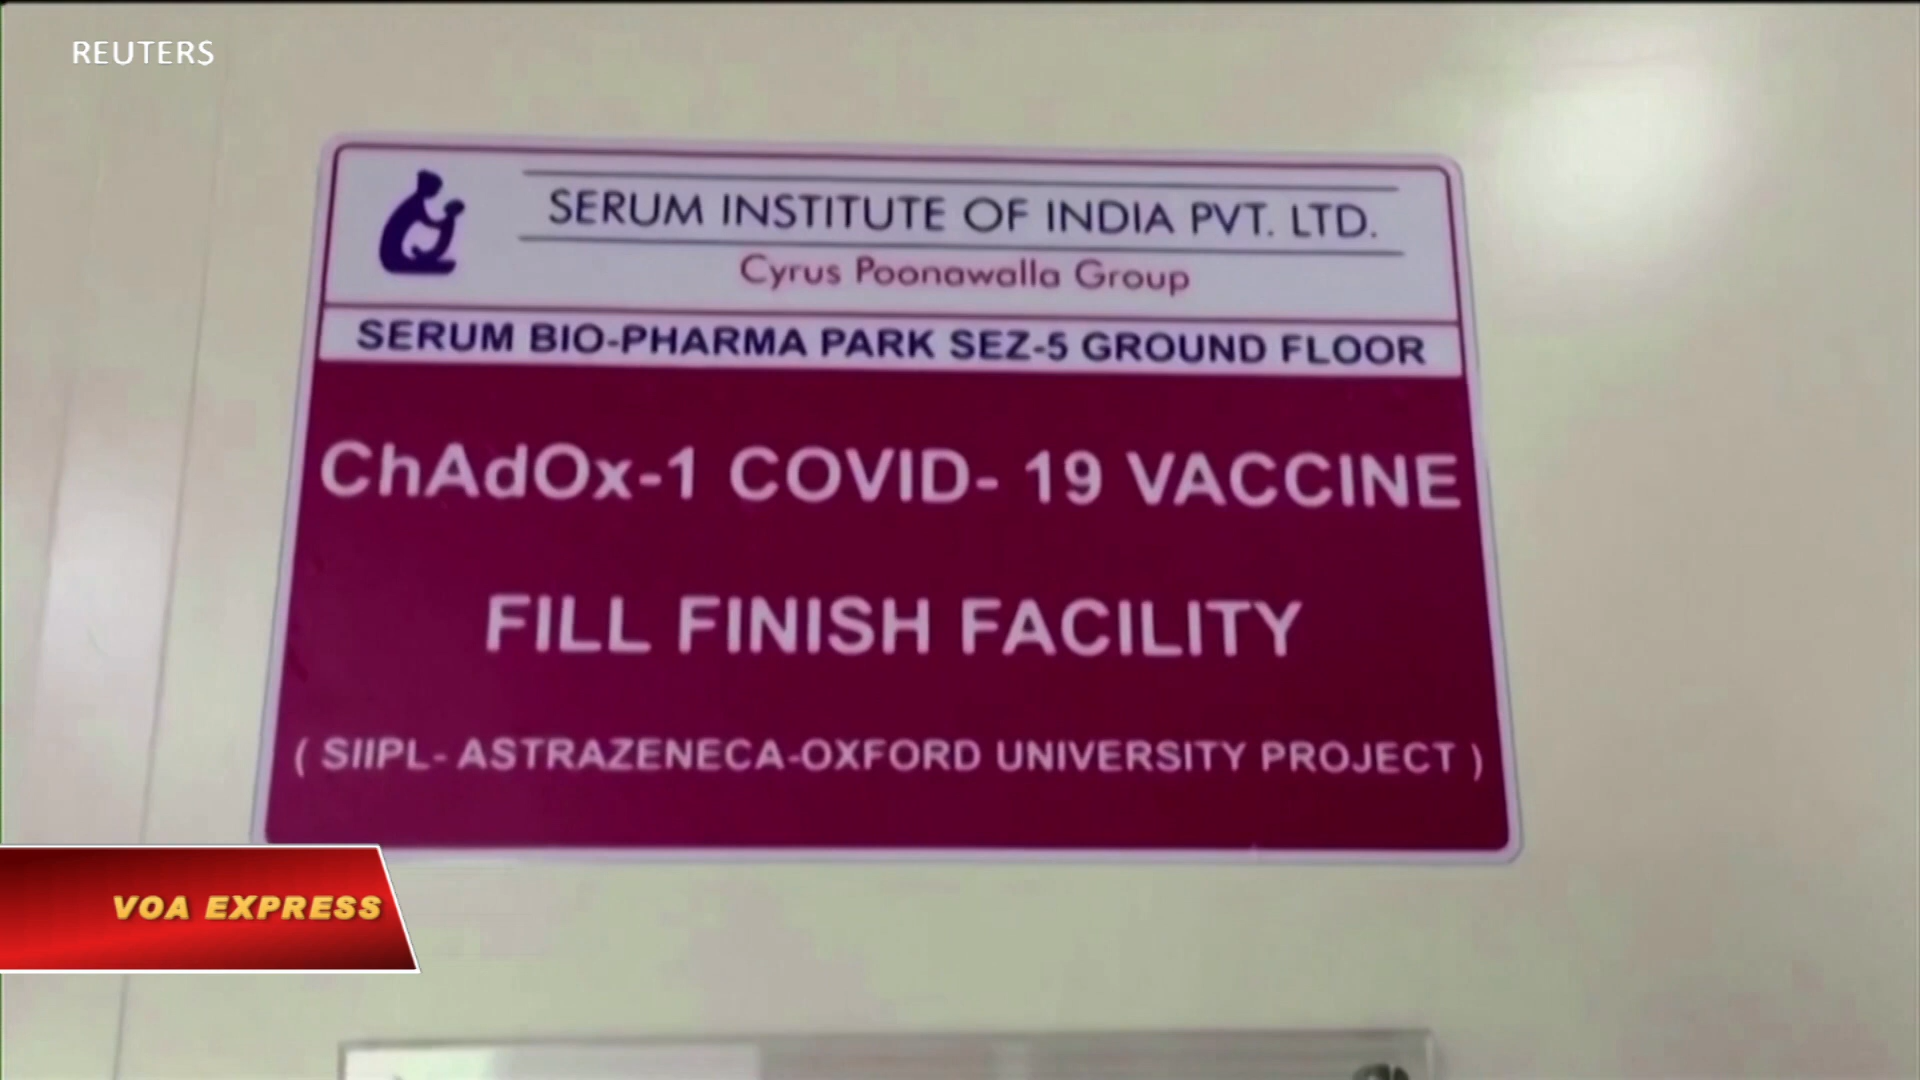 REUTERS
SERUM INSTITUTE OF INDIA PVT. LTD.
Cyrus Poonawalla Group
SERUM BIO-PHARMA PARK SEZ-5 GROUND FLOOR
ChAdOx-1 COVID- 19 VACCINE
FILL FINISH FACILITY
( SIIPL- ASTRAZENECA-OXFORD UNIVERSITY PROJECT )
VOA EXPRESS